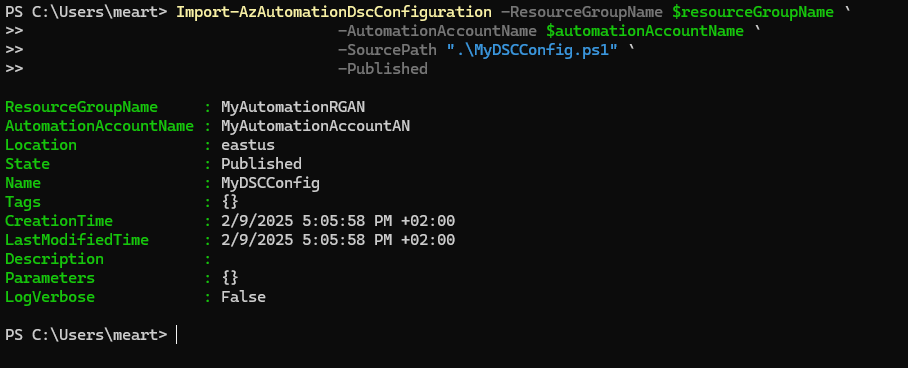 PS C:\Users\meart> Import-AzAutomationDscConfiguration -ResourceGroupName $resourceGroupName `
>>                                     -AutomationAccountName $automationAccountName `
>>                                     -SourcePath ".\MyDSCConfig.ps1" `
>>                                     -Published
ResourceGroupName     : MyAutomationRGAN
AutomationAccountName : MyAutomationAccountAN
Location              : eastus
State                 : Published
Name                  : MyDSCConfig
Tags                  : {}
CreationTime          : 2/9/2025 5:05:58 PM +02:00
LastModifiedTime      : 2/9/2025 5:05:58 PM +02:00
Description           :
Parameters            : {}
LogVerbose            : False
PS C:\Users\meart>